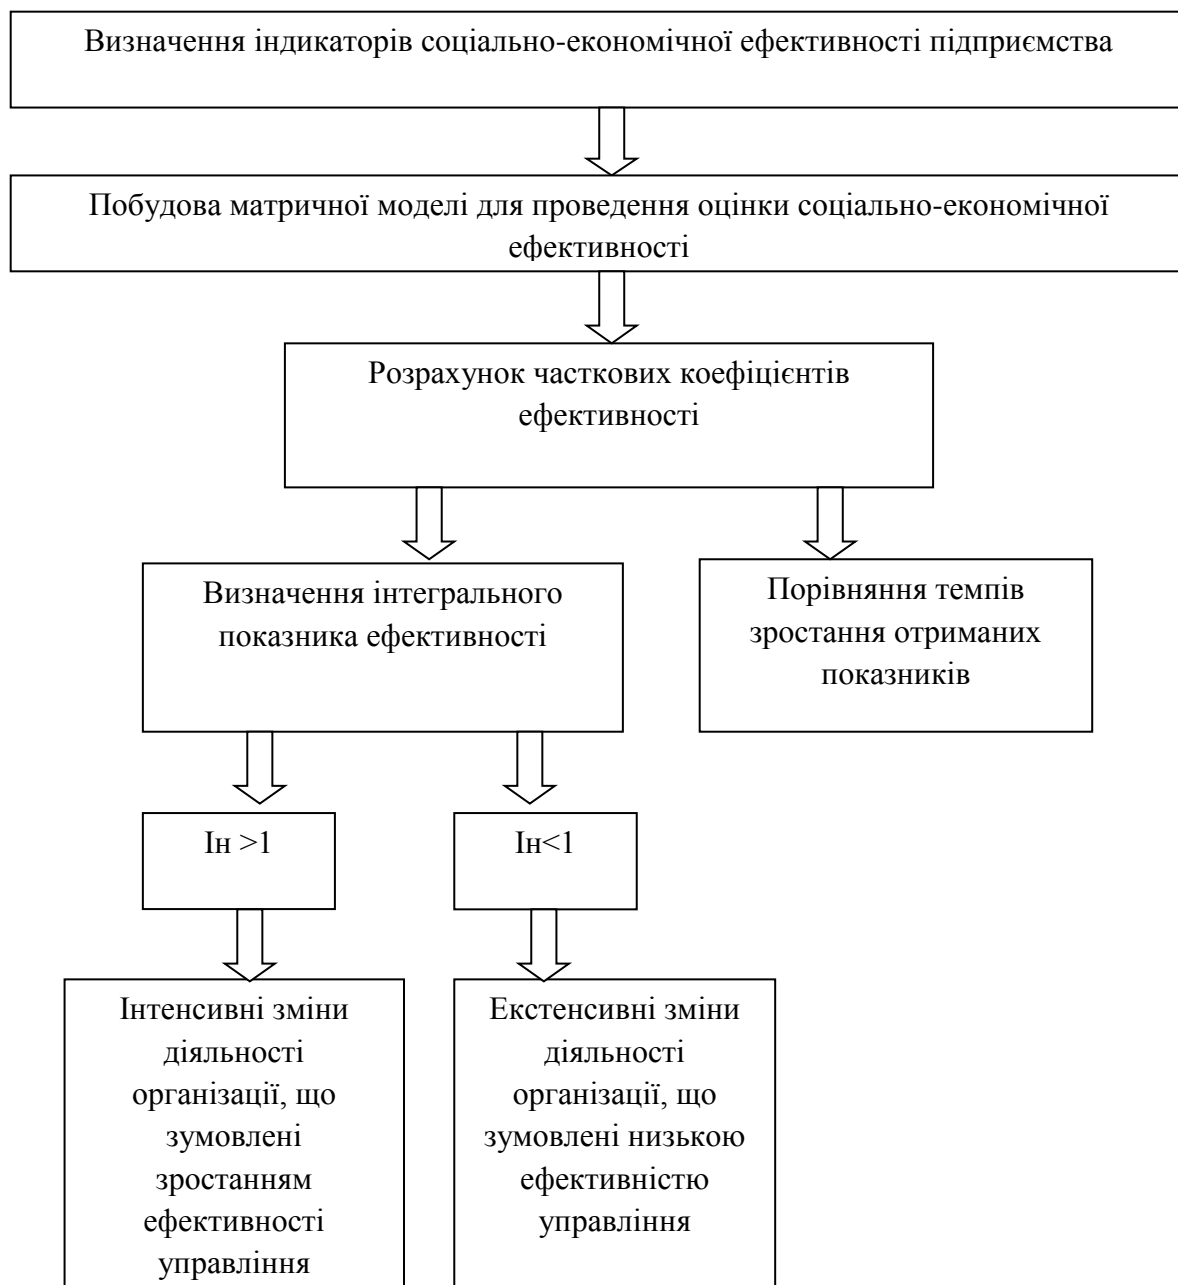 Визначення індикаторів соціально-економічної ефективності підприємства
Побудова матричної моделі для проведення оцінки соціально-економічної
ефективності
Розрахунок часткових коефіцієнтів
ефективності
Визначення інтегрального
показника ефективності
Порівняння темпів
зростання отриманих
показників
Ін >1
Ін<1
Інтенсивні зміни
діяльності
організації, що
зумовлені
зростанням
ефективності
управління
Екстенсивні зміни
діяльності
організації, що
зумовлені низькою
ефективністю
управління